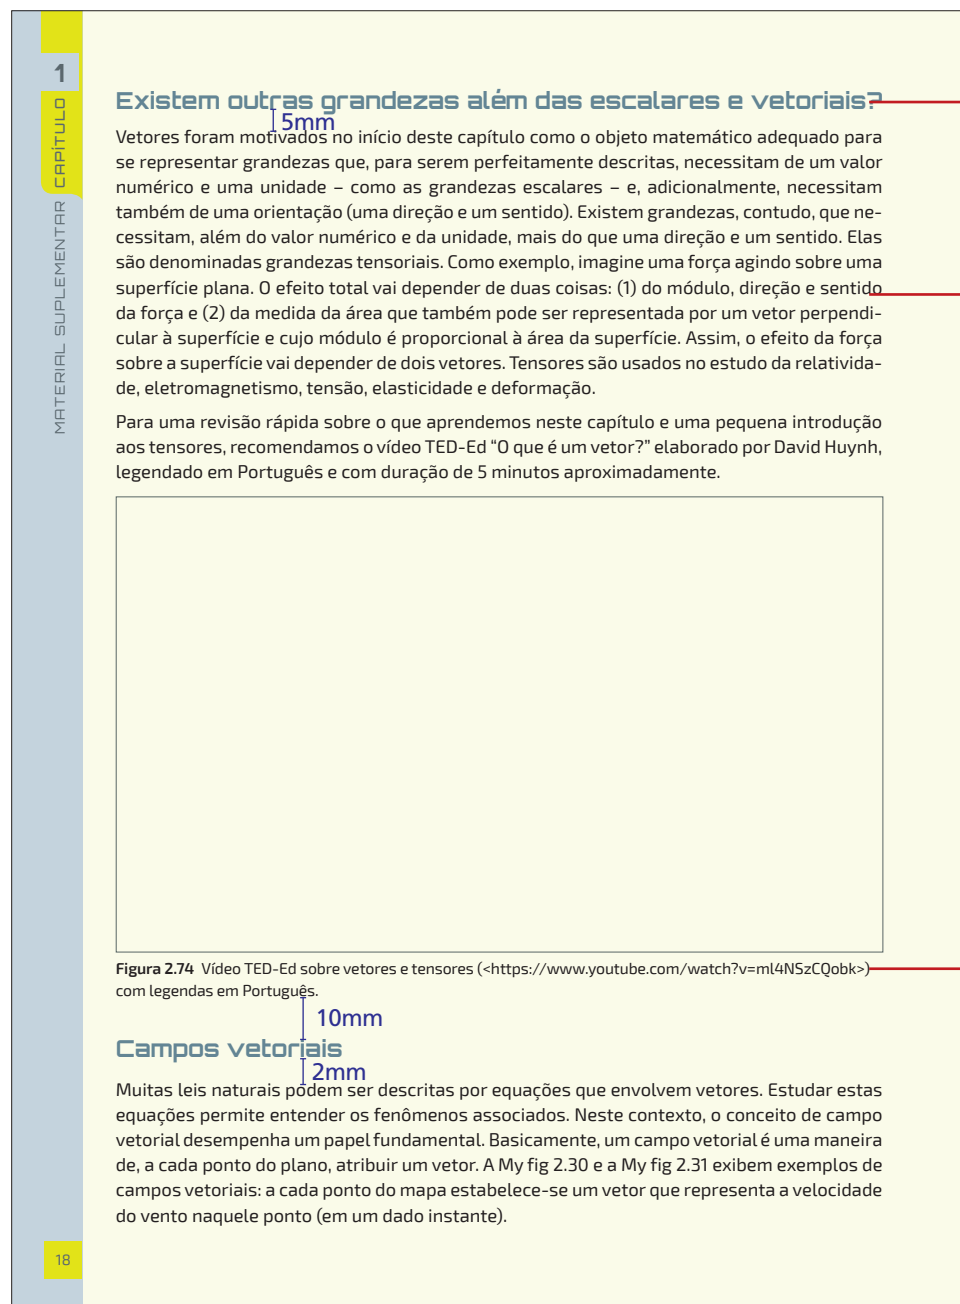 1
MATERIAL SUPLEMENTAR CAPÍTULO
Existem outras grandezas além das escalares e vetoriais?
5mm
Vetores foram motivados no início deste capítulo como o objeto matemático adequado para
se representar grandezas que, para serem perfeitamente descritas, necessitam de um valor
numérico e uma unidade – como as grandezas escalares – e, adicionalmente, necessitam
também de uma orientação (uma direção e um sentido). Existem grandezas, contudo, que ne-
cessitam, além do valor numérico e da unidade, mais do que uma direção e um sentido. Elas
são denominadas grandezas tensoriais. Como exemplo, imagine uma força agindo sobre uma
superfície plana. O efeito total vai depender de duas coisas: (1) do módulo, direção e sentido
da força e (2) da medida da área que também pode ser representada por um vetor perpendi-
cular à superfície e cujo módulo é proporcional à área da superfície. Assim, o efeito da força
sobre a superfície vai depender de dois vetores. Tensores são usados no estudo da relativida-
de, eletromagnetismo, tensão, elasticidade e deformação.
Para uma revisão rápida sobre o que aprendemos neste capítulo e uma pequena introdução
aos tensores, recomendamos o vídeo TED-Ed “O que é um vetor?” elaborado por David Huynh,
legendado em Português e com duração de 5 minutos aproximadamente.
Figura 2.74 Vídeo TED-Ed sobre vetores e tensores (<https://www.youtube.com/watch?v=ml4NSzCQobk>)
com legendas em Português.
10mm
Campos vetoriais
2mm
Muitas leis naturais podem ser descritas por equações que envolvem vetores. Estudar estas
equações permite entender os fenômenos associados. Neste contexto, o conceito de campo
vetorial desempenha um papel fundamental. Basicamente, um campo vetorial é uma maneira
de, a cada ponto do plano, atribuir um vetor. A My fig 2.30 e a My fig 2.31 exibem exemplos de
campos vetoriais: a cada ponto do mapa estabelece-se um vetor que representa a velocidade
do vento naquele ponto (em um dado instante).
18